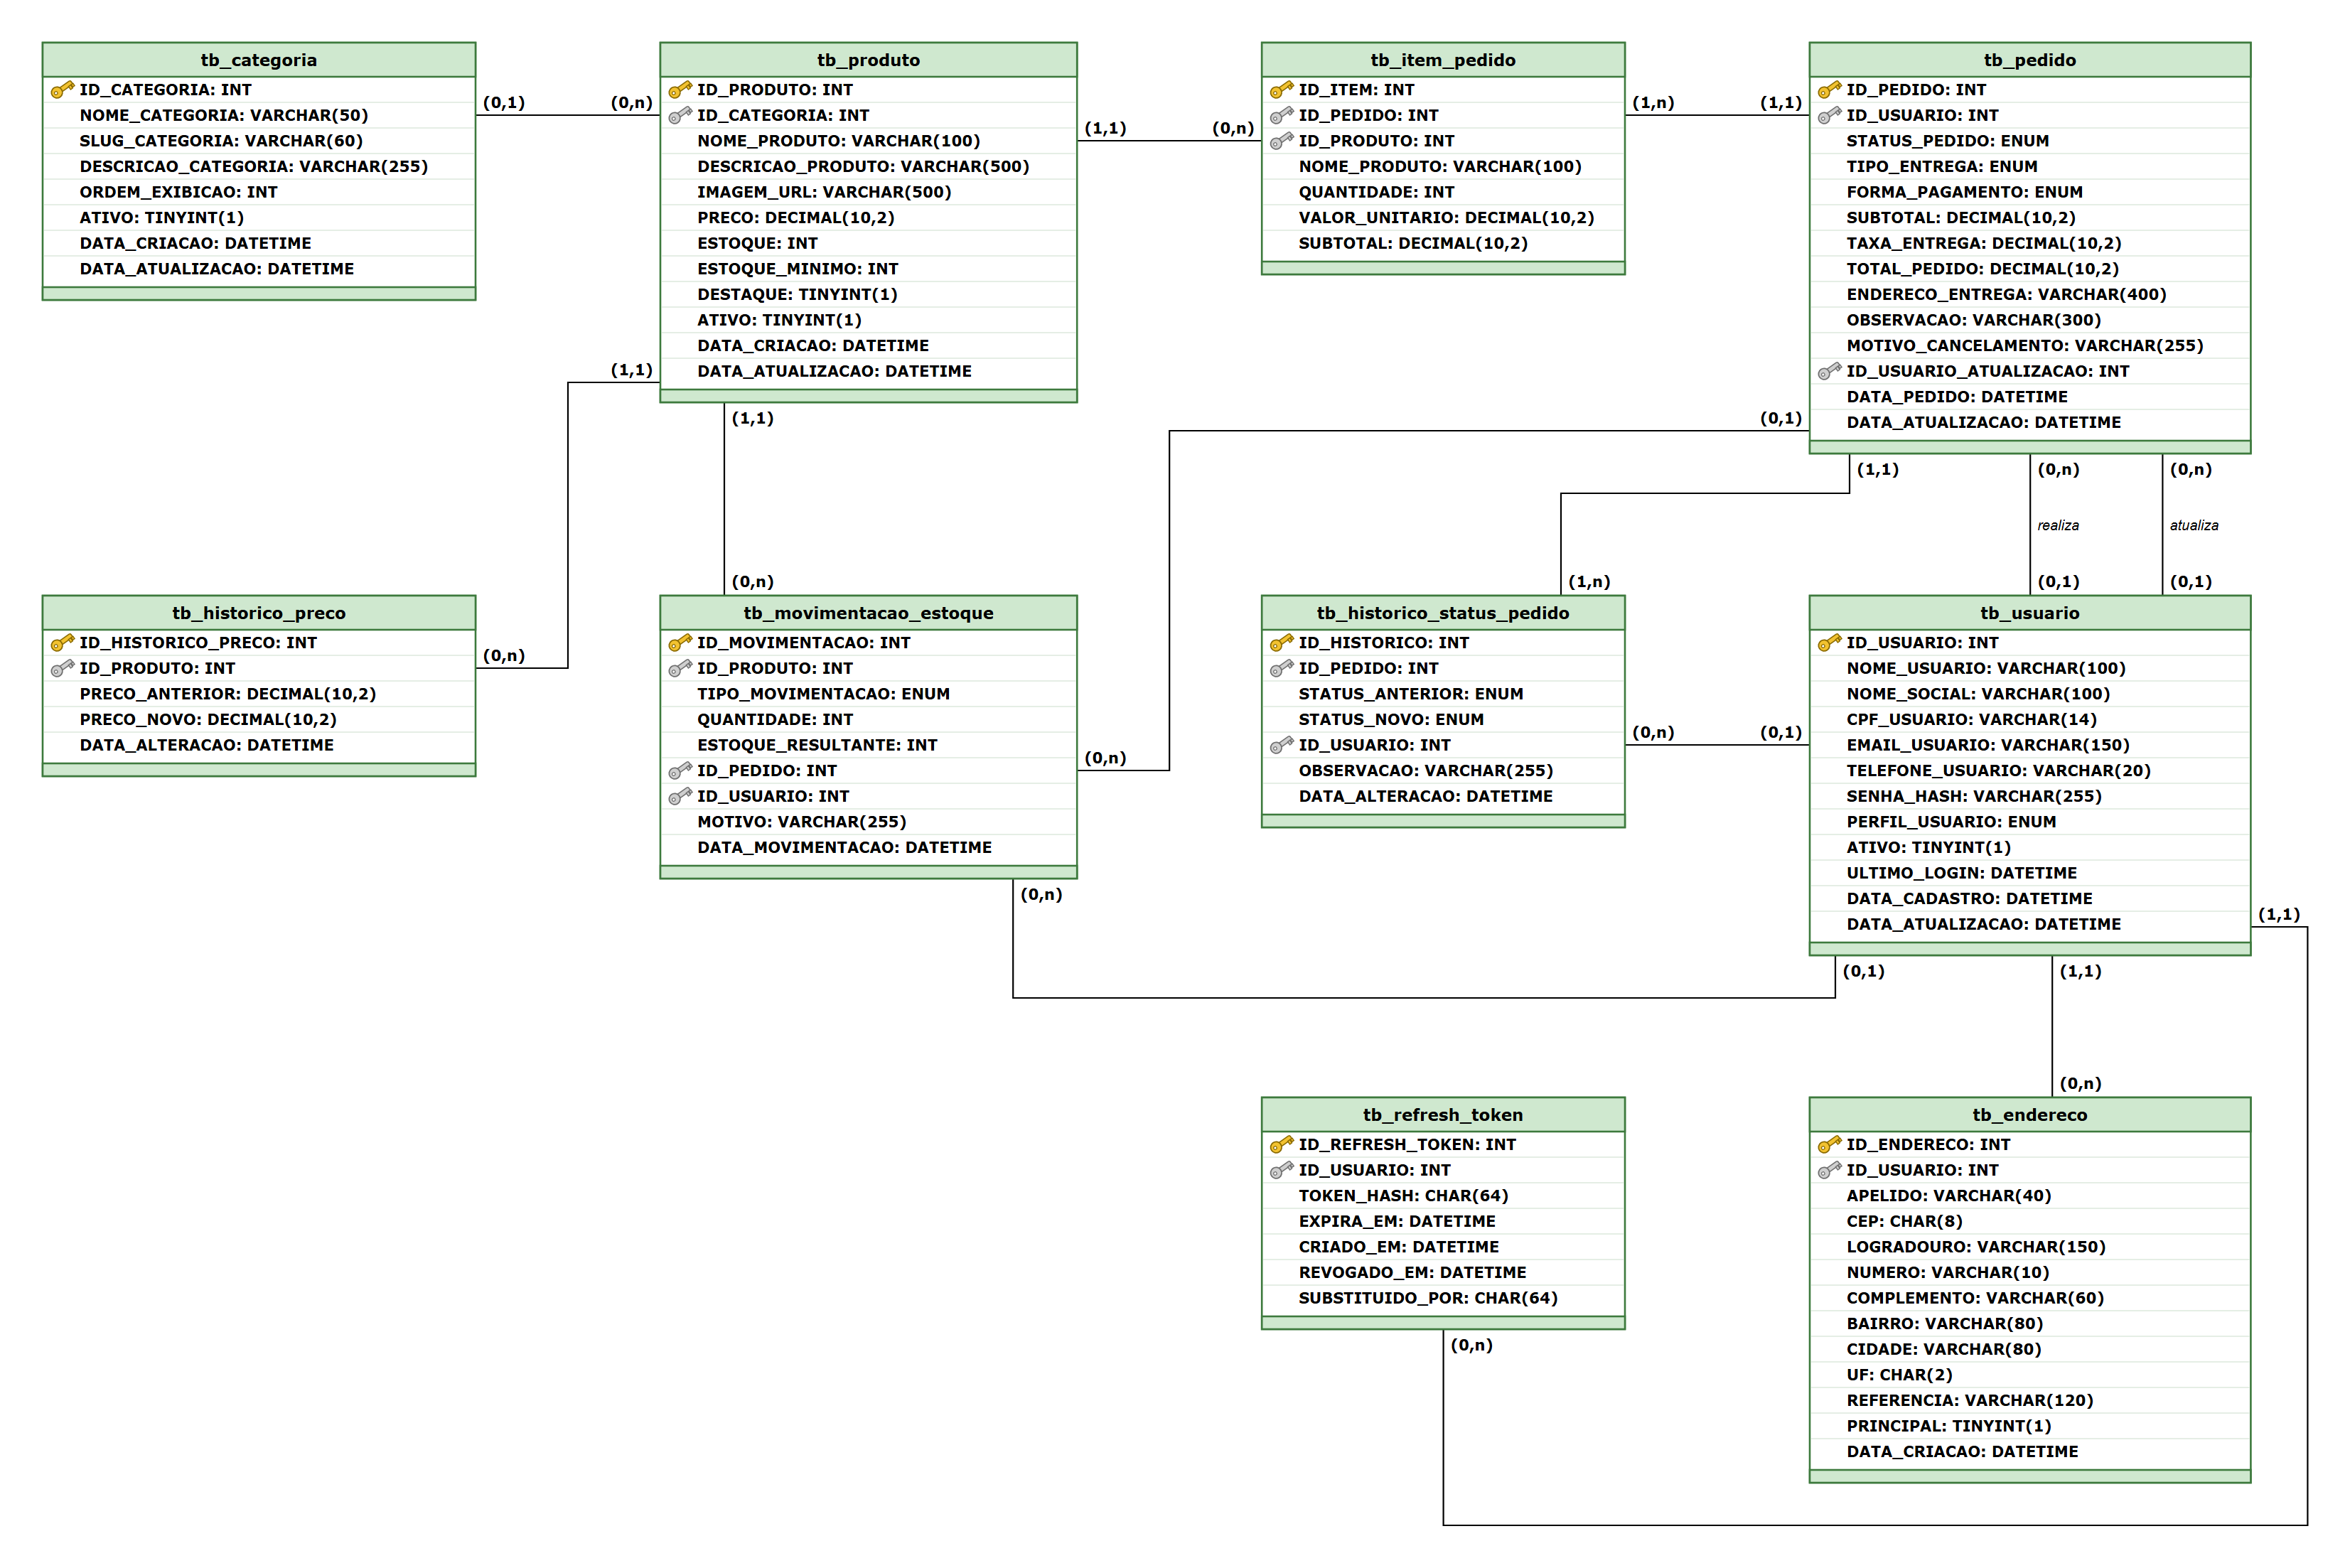 tb_categoria
ID_CATEGORIA: INT
NOME_CATEGORIA: VARCHAR(50)
SLUG_CATEGORIA: VARCHAR(60)
DESCRICAO_CATEGORIA: VARCHAR(255)
ORDEM_EXIBICAO: INT
ATIVO: TINYINT(1)
DATA_CRIACAO: DATETIME
DATA_ATUALIZACAO: DATETIME
(0,1)
(0,n)
tb_produto
ID_PRODUTO: INT
ID_CATEGORIA: INT
NOME_PRODUTO: VARCHAR(100)
DESCRICAO_PRODUTO: VARCHAR(500)
IMAGEM_URL: VARCHAR(500)
PRECO: DECIMAL(10,2)
ESTOQUE: INT
ESTOQUE_MINIMO: INT
DESTAQUE: TINYINT(1)
ATIVO: TINYINT(1)
DATA_CRIACAO: DATETIME
DATA_ATUALIZACAO: DATETIME
(1,1)
(1,1)
(1,1)
(0,n)
tb_item_pedido
ID_ITEM: INT
ID_PEDIDO: INT
ID_PRODUTO: INT
NOME_PRODUTO: VARCHAR(100)
QUANTIDADE: INT
VALOR_UNITARIO: DECIMAL(10,2)
SUBTOTAL: DECIMAL(10,2)
(1,n)
(1,1)
tb_pedido
ID_PEDIDO: INT
ID_USUARIO: INT
STATUS_PEDIDO: ENUM
TIPO_ENTREGA: ENUM
FORMA_PAGAMENTO: ENUM
SUBTOTAL: DECIMAL(10,2)
TAXA_ENTREGA: DECIMAL(10,2)
TOTAL_PEDIDO: DECIMAL(10,2)
ENDERECO_ENTREGA: VARCHAR(400)
OBSERVACAO: VARCHAR(300)
MOTIVO_CANCELAMENTO: VARCHAR(255)
ID_USUARIO_ATUALIZACAO: INT
DATA_PEDIDO: DATETIME
DATA_ATUALIZACAO: DATETIME
(0,1)
(1,1)
(0,n)
(0,n)
realiza
atualiza
(0,n)
(1,n)
(0,1)
(0,1)
tb_historico_preco
ID_HISTORICO_PRECO: INT
ID_PRODUTO: INT
PRECO_ANTERIOR: DECIMAL(10,2)
PRECO_NOVO: DECIMAL(10,2)
DATA_ALTERACAO: DATETIME
(0,n)
tb_movimentacao_estoque
ID_MOVIMENTACAO: INT
ID_PRODUTO: INT
TIPO_MOVIMENTACAO: ENUM
QUANTIDADE: INT
ESTOQUE_RESULTANTE: INT
ID_PEDIDO: INT
ID_USUARIO: INT
MOTIVO: VARCHAR(255)
DATA_MOVIMENTACAO: DATETIME
(0,n)
(0,n)
tb_historico_status_pedido
ID_HISTORICO: INT
ID_PEDIDO: INT
STATUS_ANTERIOR: ENUM
STATUS_NOVO: ENUM
ID_USUARIO: INT
OBSERVACAO: VARCHAR(255)
DATA_ALTERACAO: DATETIME
(0,n)
(0,1)
tb_usuario
ID_USUARIO: INT
NOME_USUARIO: VARCHAR(100)
NOME_SOCIAL: VARCHAR(100)
CPF_USUARIO: VARCHAR(14)
EMAIL_USUARIO: VARCHAR(150)
TELEFONE_USUARIO: VARCHAR(20)
SENHA_HASH: VARCHAR(255)
PERFIL_USUARIO: ENUM
ATIVO: TINYINT(1)
ULTIMO_LOGIN: DATETIME
DATA_CADASTRO: DATETIME
DATA_ATUALIZACAO: DATETIME
(1,1)
(0,1)
(1,1)
(0,n)
tb_refresh_token
ID_REFRESH_TOKEN: INT
ID_USUARIO: INT
TOKEN_HASH: CHAR(64)
EXPIRA_EM: DATETIME
CRIADO_EM: DATETIME
REVOGADO_EM: DATETIME
SUBSTITUIDO_POR: CHAR(64)
(0,n)
tb_endereco
ID_ENDERECO: INT
ID_USUARIO: INT
APELIDO: VARCHAR(40)
CEP: CHAR(8)
LOGRADOURO: VARCHAR(150)
NUMERO: VARCHAR(10)
COMPLEMENTO: VARCHAR(60)
BAIRRO: VARCHAR(80)
CIDADE: VARCHAR(80)
UF: CHAR(2)
REFERENCIA: VARCHAR(120)
PRINCIPAL: TINYINT(1)
DATA_CRIACAO: DATETIME